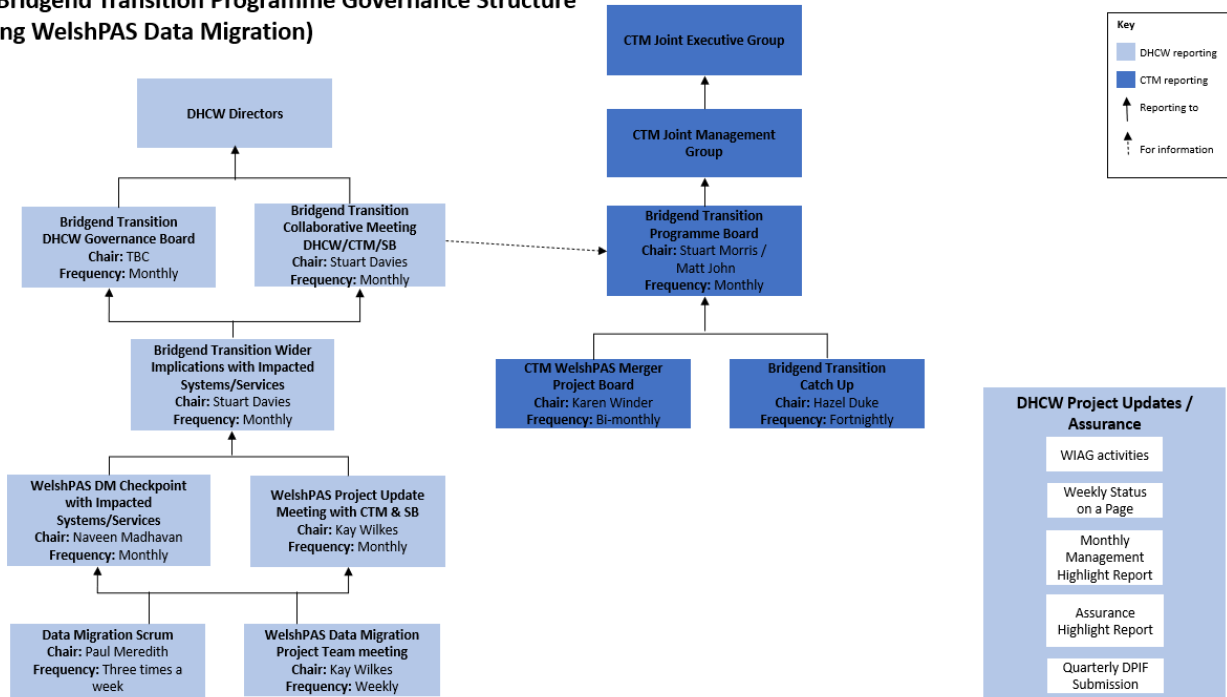 Bridgend Transition Programme Governance Structure
ng WelshPAS Data Migration)
CTM Joint Executive Group
Key
DHCW reporting
CTM reporting
Reporting to
For information
DHCW Directors
CTM Joint Management
Group
Bridgend Transition
DHCW Governance Board
Chair: TBC
Frequency: Monthly
Bridgend Transition
Collaborative Meeting
DHCW/CTM/SB
Chair: Stuart Davies
Frequency: Monthly
Bridgend Transition
Programme Board
Chair: Stuart Morris /
Matt John
Frequency: Monthly
Bridgend Transition Wider
Implications with Impacted
Systems/Services
Chair: Stuart Davies
Frequency: Monthly
CTM WelshPAS Merger
Project Board
Chair: Karen Winder
Frequency: Bi-monthly
Bridgend Transition
Catch Up
Chair: Hazel Duke
Frequency: Fortnightly
WelshPAS DM Checkpoint
with Impacted
Systems/Services
Chair: Naveen Madhavan
Frequency: Monthly
WelshPAS Project Update
Meeting with CTM & SB
Chair: Kay Wilkes
Frequency: Monthly
Data Migration Scrum
Chair: Paul Meredith
Frequency: Three times a
week
WelshPAS Data Migration
Project Team meeting
Chair: Kay Wilkes
Frequency: Weekly
DHCW Project Updates /
Assurance
WIAG activities
Weekly Status
on a Page
Monthly
Management
Highlight Report
Assurance
Highlight Report
Quarterly DPIF
Submission